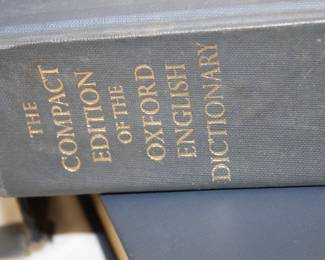 THE
COMPACT
EDITION
OF THE
OXFORD
ENGLISH
DICTIONARY